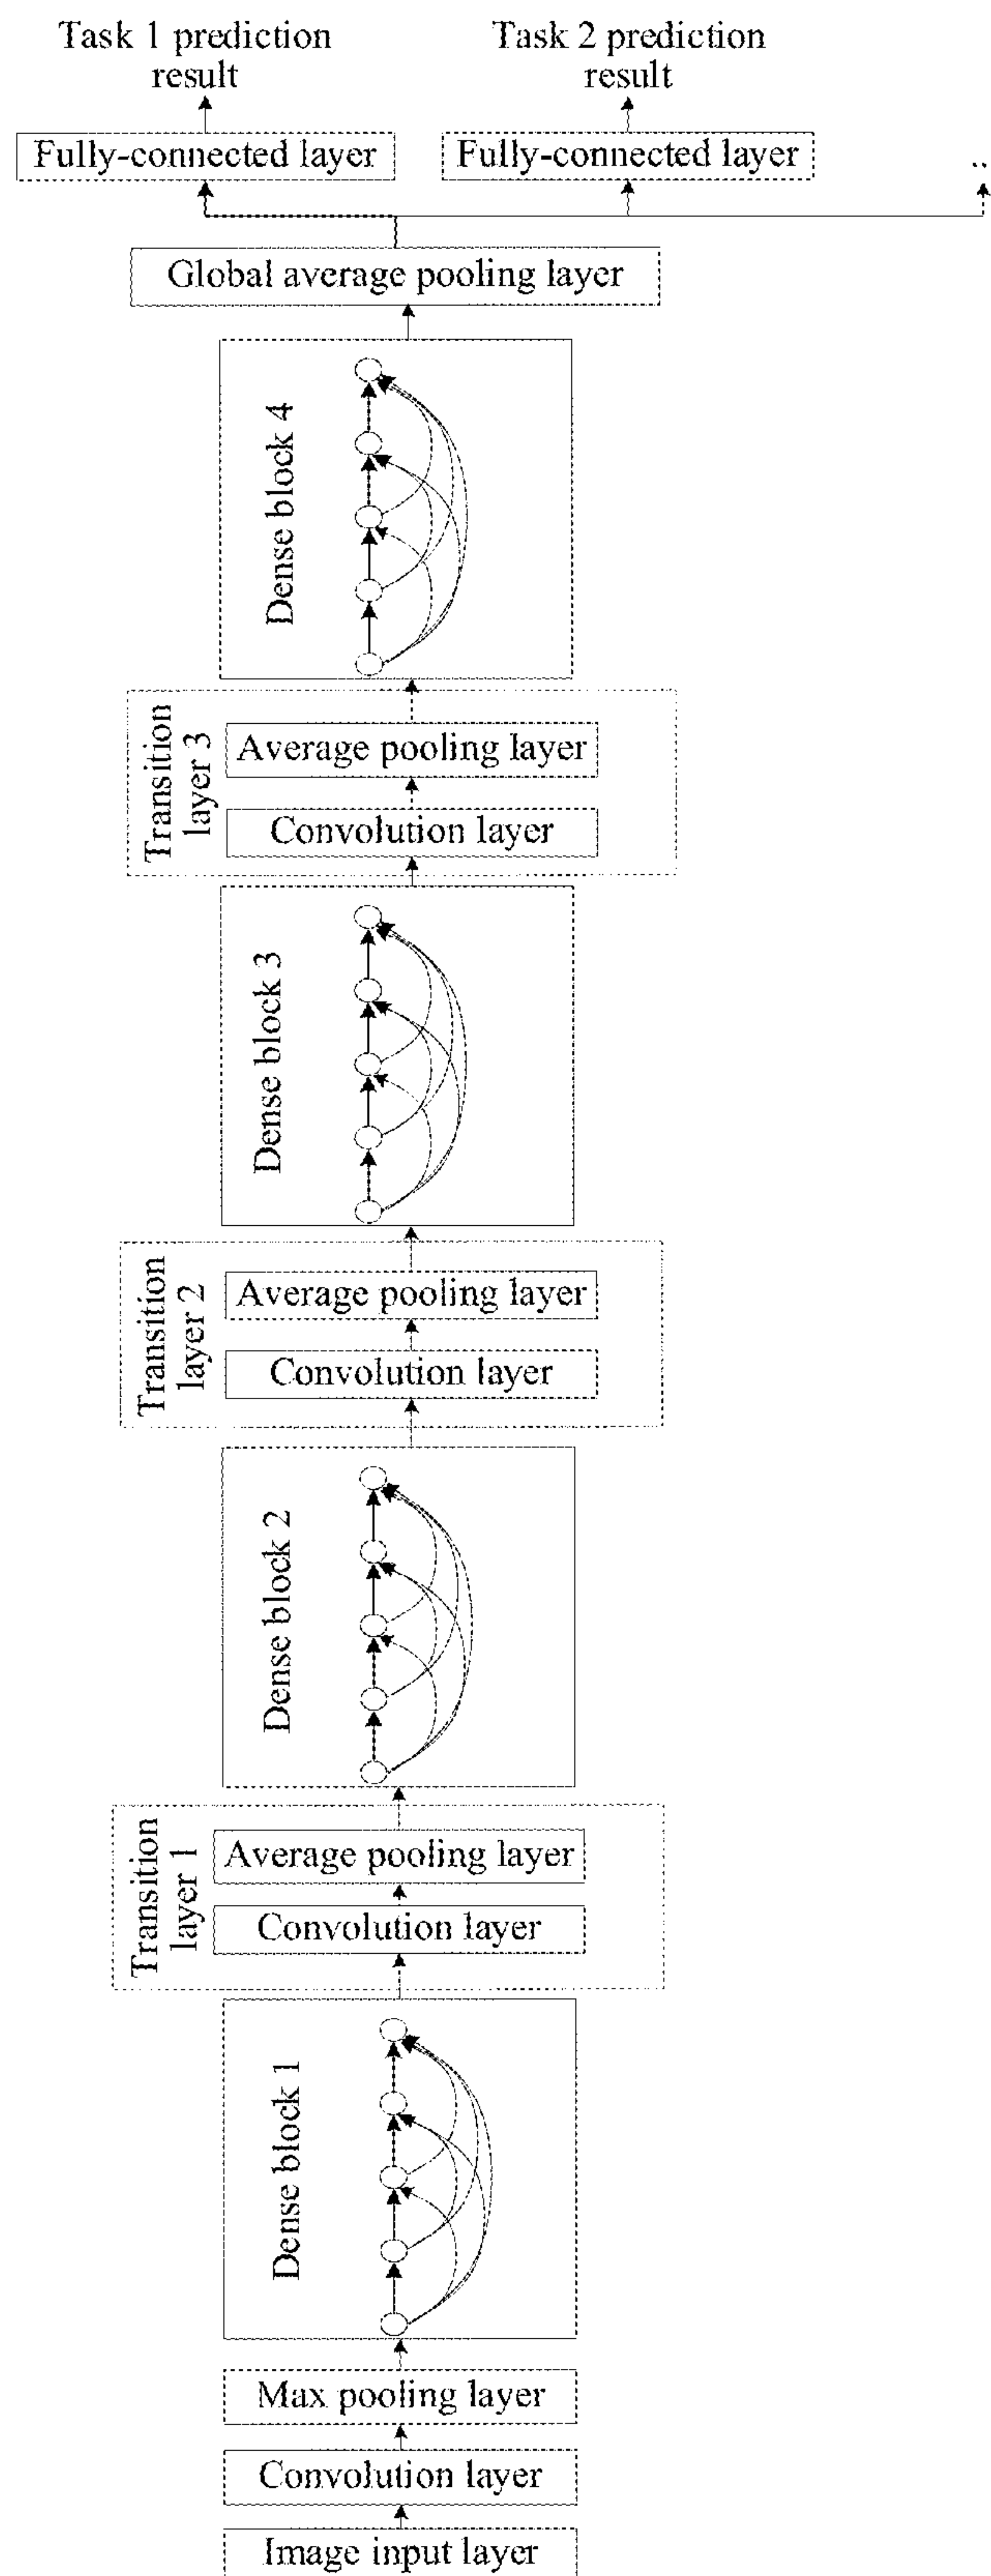 Task 1 prediction
result
Task 2 prediction
result
Fully-connected layer
Fully-connected layer
..
Global average pooling layer
Dense block 4
Transition
layer 3
Average pooling layer
Convolution layer
Dense block 3
Transition
layer 2
Average pooling layer
Convolution layer
Dense block 2
Transition
layer 1
Average pooling layer
Convolution layer
Dense block 1
Max pooling layer
Convolution layer
Image input layer